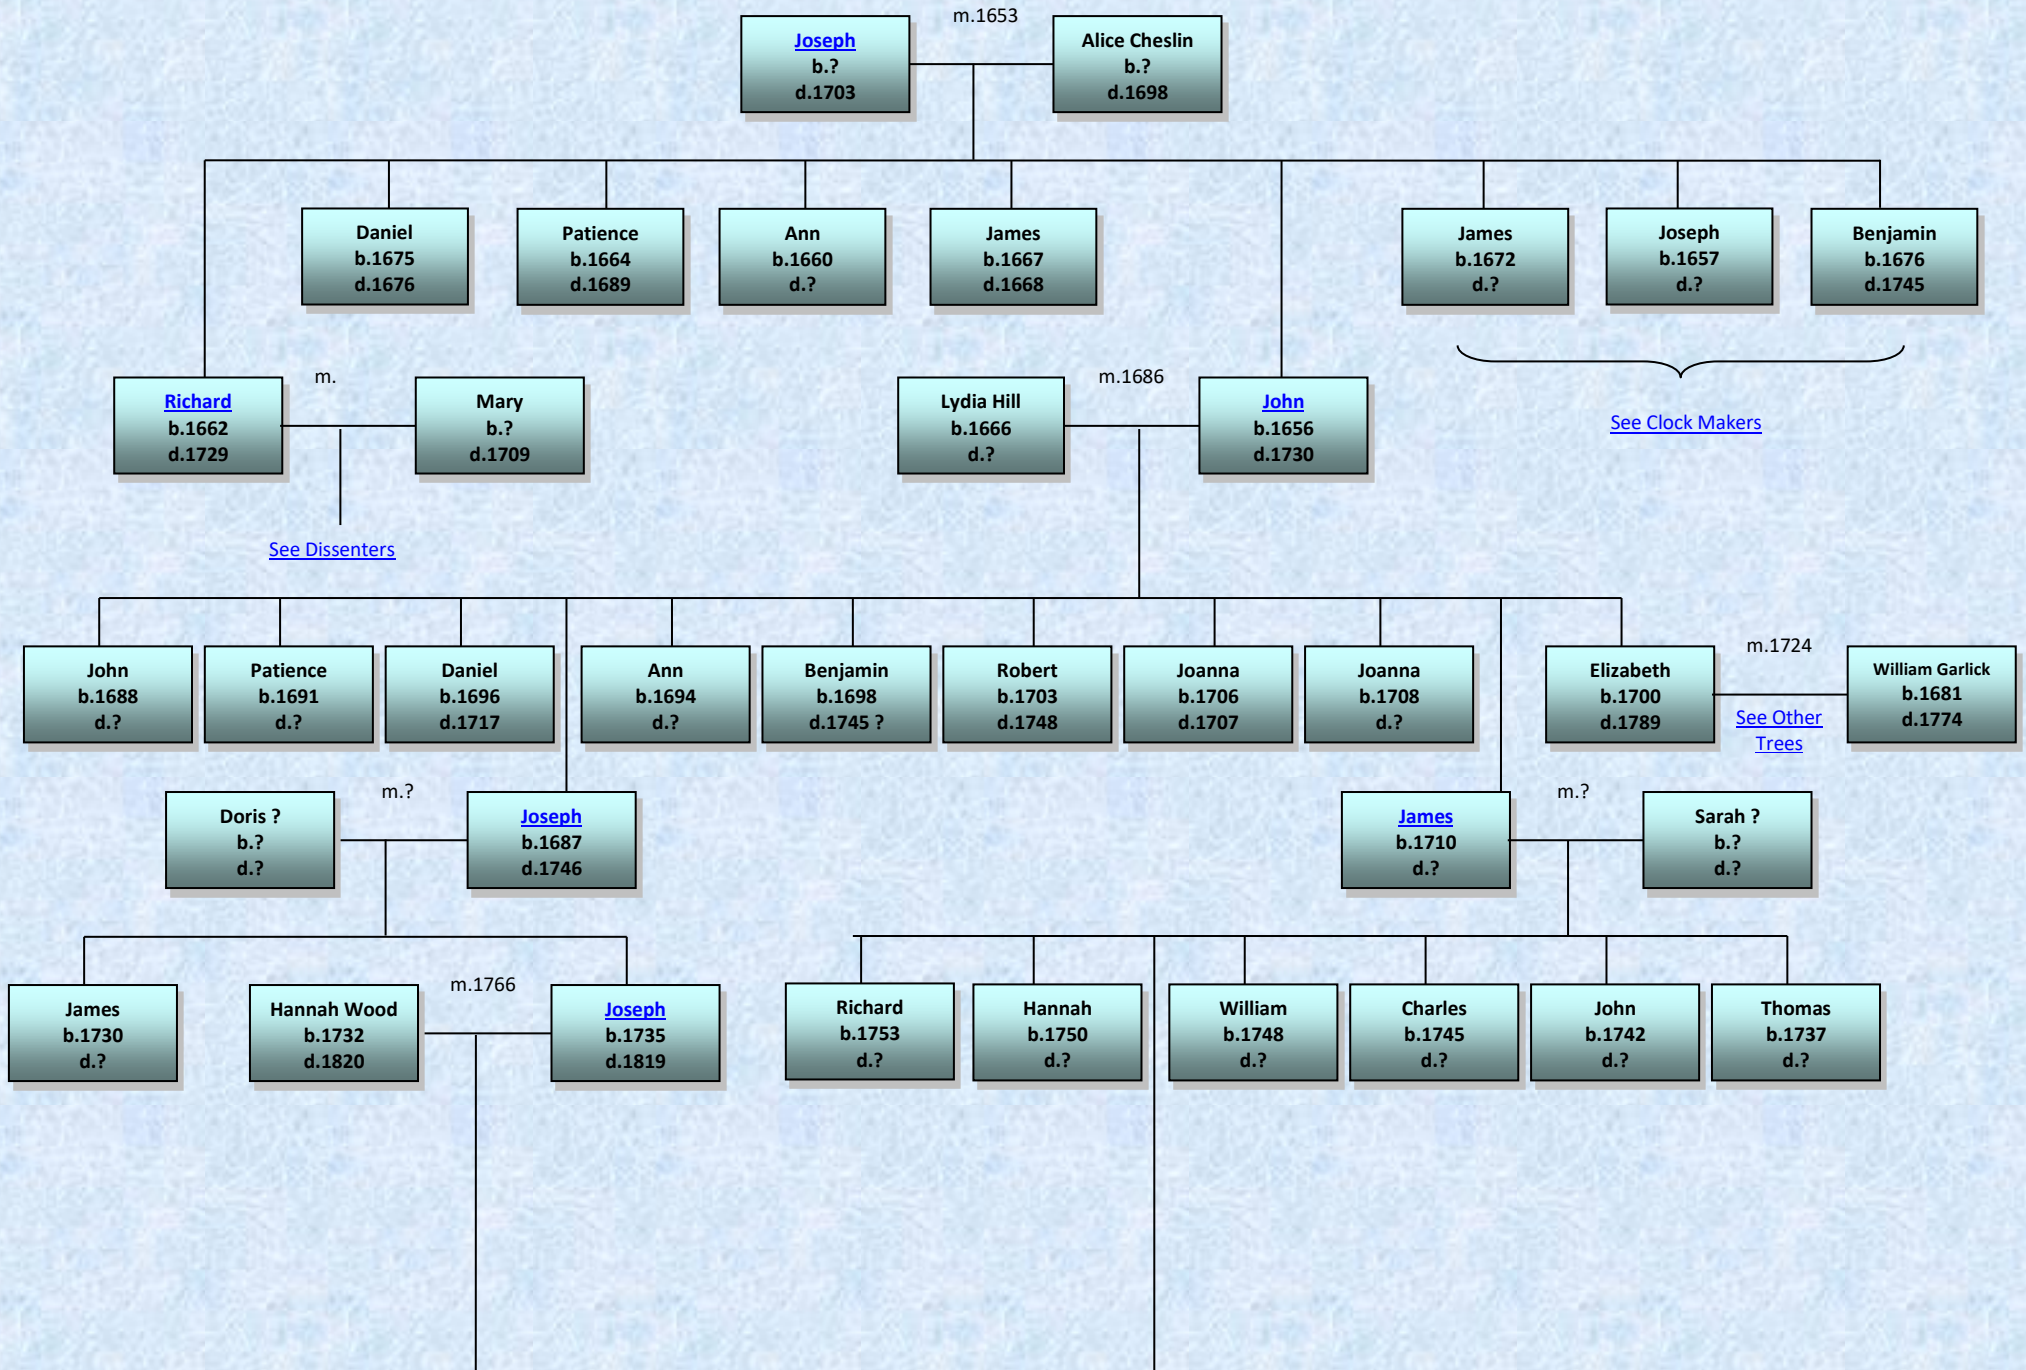 m.1653
Joseph
b.?
d.1703
Alice Cheslin
b.?
d.1698
Daniel
b.1675
d.1676
Patience
b.1664
d.1689
Ann
b.1660
d.?
James
b.1667
d.1668
James
b.1672
d.?
Joseph
b.1657
d.?
Benjamin
b.1676
d.1745
Richard
b.1662
d.1729
m.
Mary
b.?
d.1709
Lydia Hill
b.1666
d.?
m.1686
John
b.1656
d.1730
See Clock Makers
See Dissenters
John
b.1688
d.?
Patience
b.1691
d.?
Daniel
b.1696
d.1717
Ann
b.1694
d.?
Benjamin
b.1698
d.1745 ?
Robert
b.1703
d.1748
Joanna
b.1706
d.1707
Joanna
b.1708
d.?
Elizabeth
b.1700
d.1789
m.1724
See Other
Trees
William Garlick
b.1681
d.1774
Doris ?
b.?
d.?
m.?
Joseph
b.1687
d.1746
James
b.1710
d.?
m.?
Sarah ?
b.?
d.?
James
b.1730
d.?
Hannah Wood
b.1732
d.1820
m.1766
Joseph
b.1735
d.1819
Richard
b.1753
d.?
Hannah
b.1750
d.?
William
b.1748
d.?
Charles
b.1745
d.?
John
b.1742
d.?
Thomas
b.1737
d.?